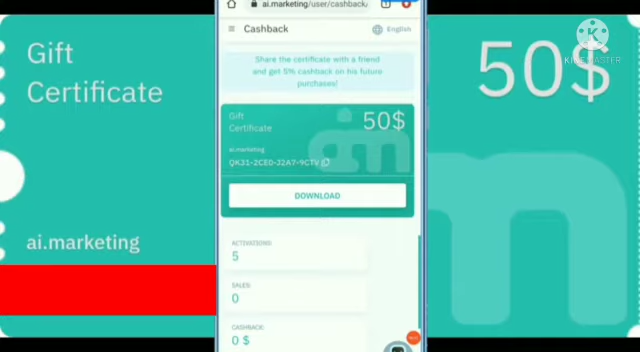 Gift
Certificate
ai.marketing
ai.marketing/user/cashback/
Cashback
English
Share the certificate with a friend
and get 5% cashback on his future
purchases!
Gift
Certificate
50$
ai.marketing
QK31-2CED-J2A7-9CTV
DOWNLOAD
ACTIVATIONS:
5
SALES:
0
CASHBACK:
0 $
50$
KINEMASTER